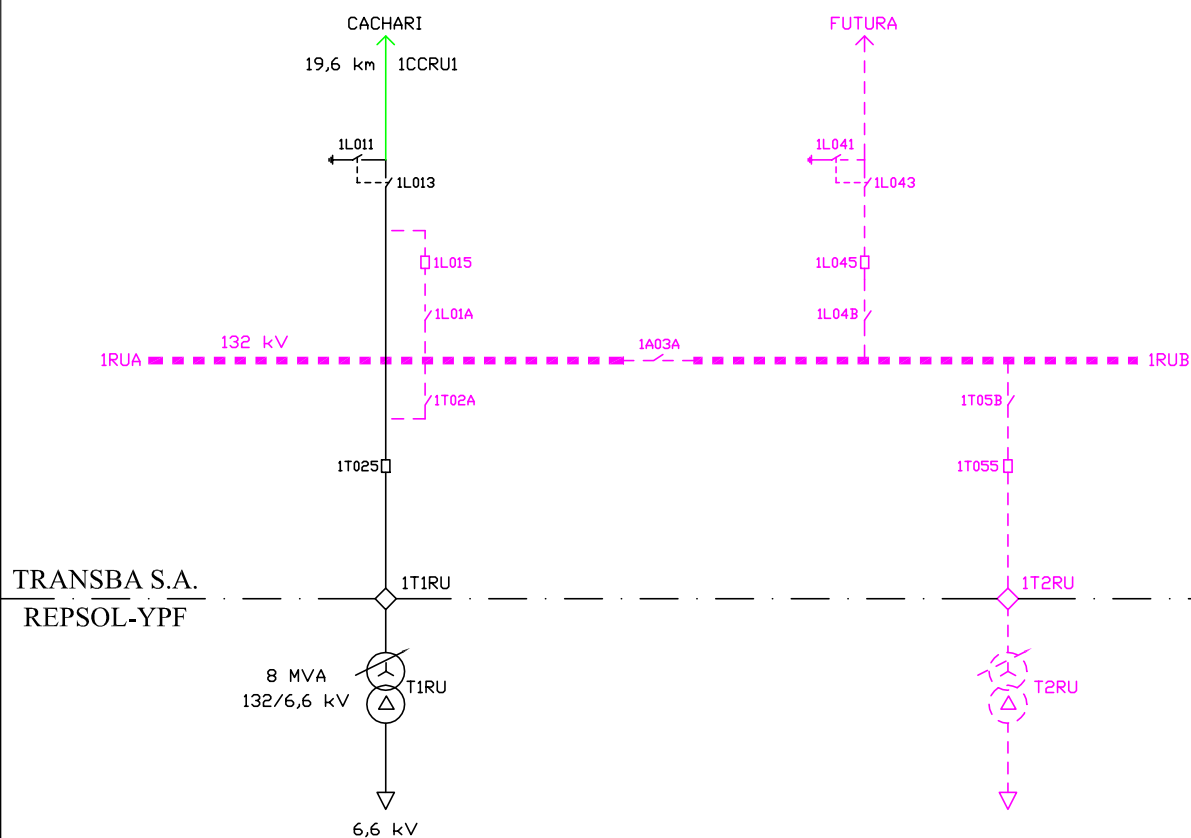 CACHARI
FUTURA
19,6 km 1CCRU1
1L011
1L041
1L013
1L043
1L015
1L045
1L01A
1L04B
132 kV
1A03A
1RUA
1RUB
1T02A
1T05B
1T025
1T055
TRANSBA S.A.
1T1RU
1T2RU
REPSOL-YPF
8 MVA
132/6,6 kV
T1RU
T2RU
6,6 kV